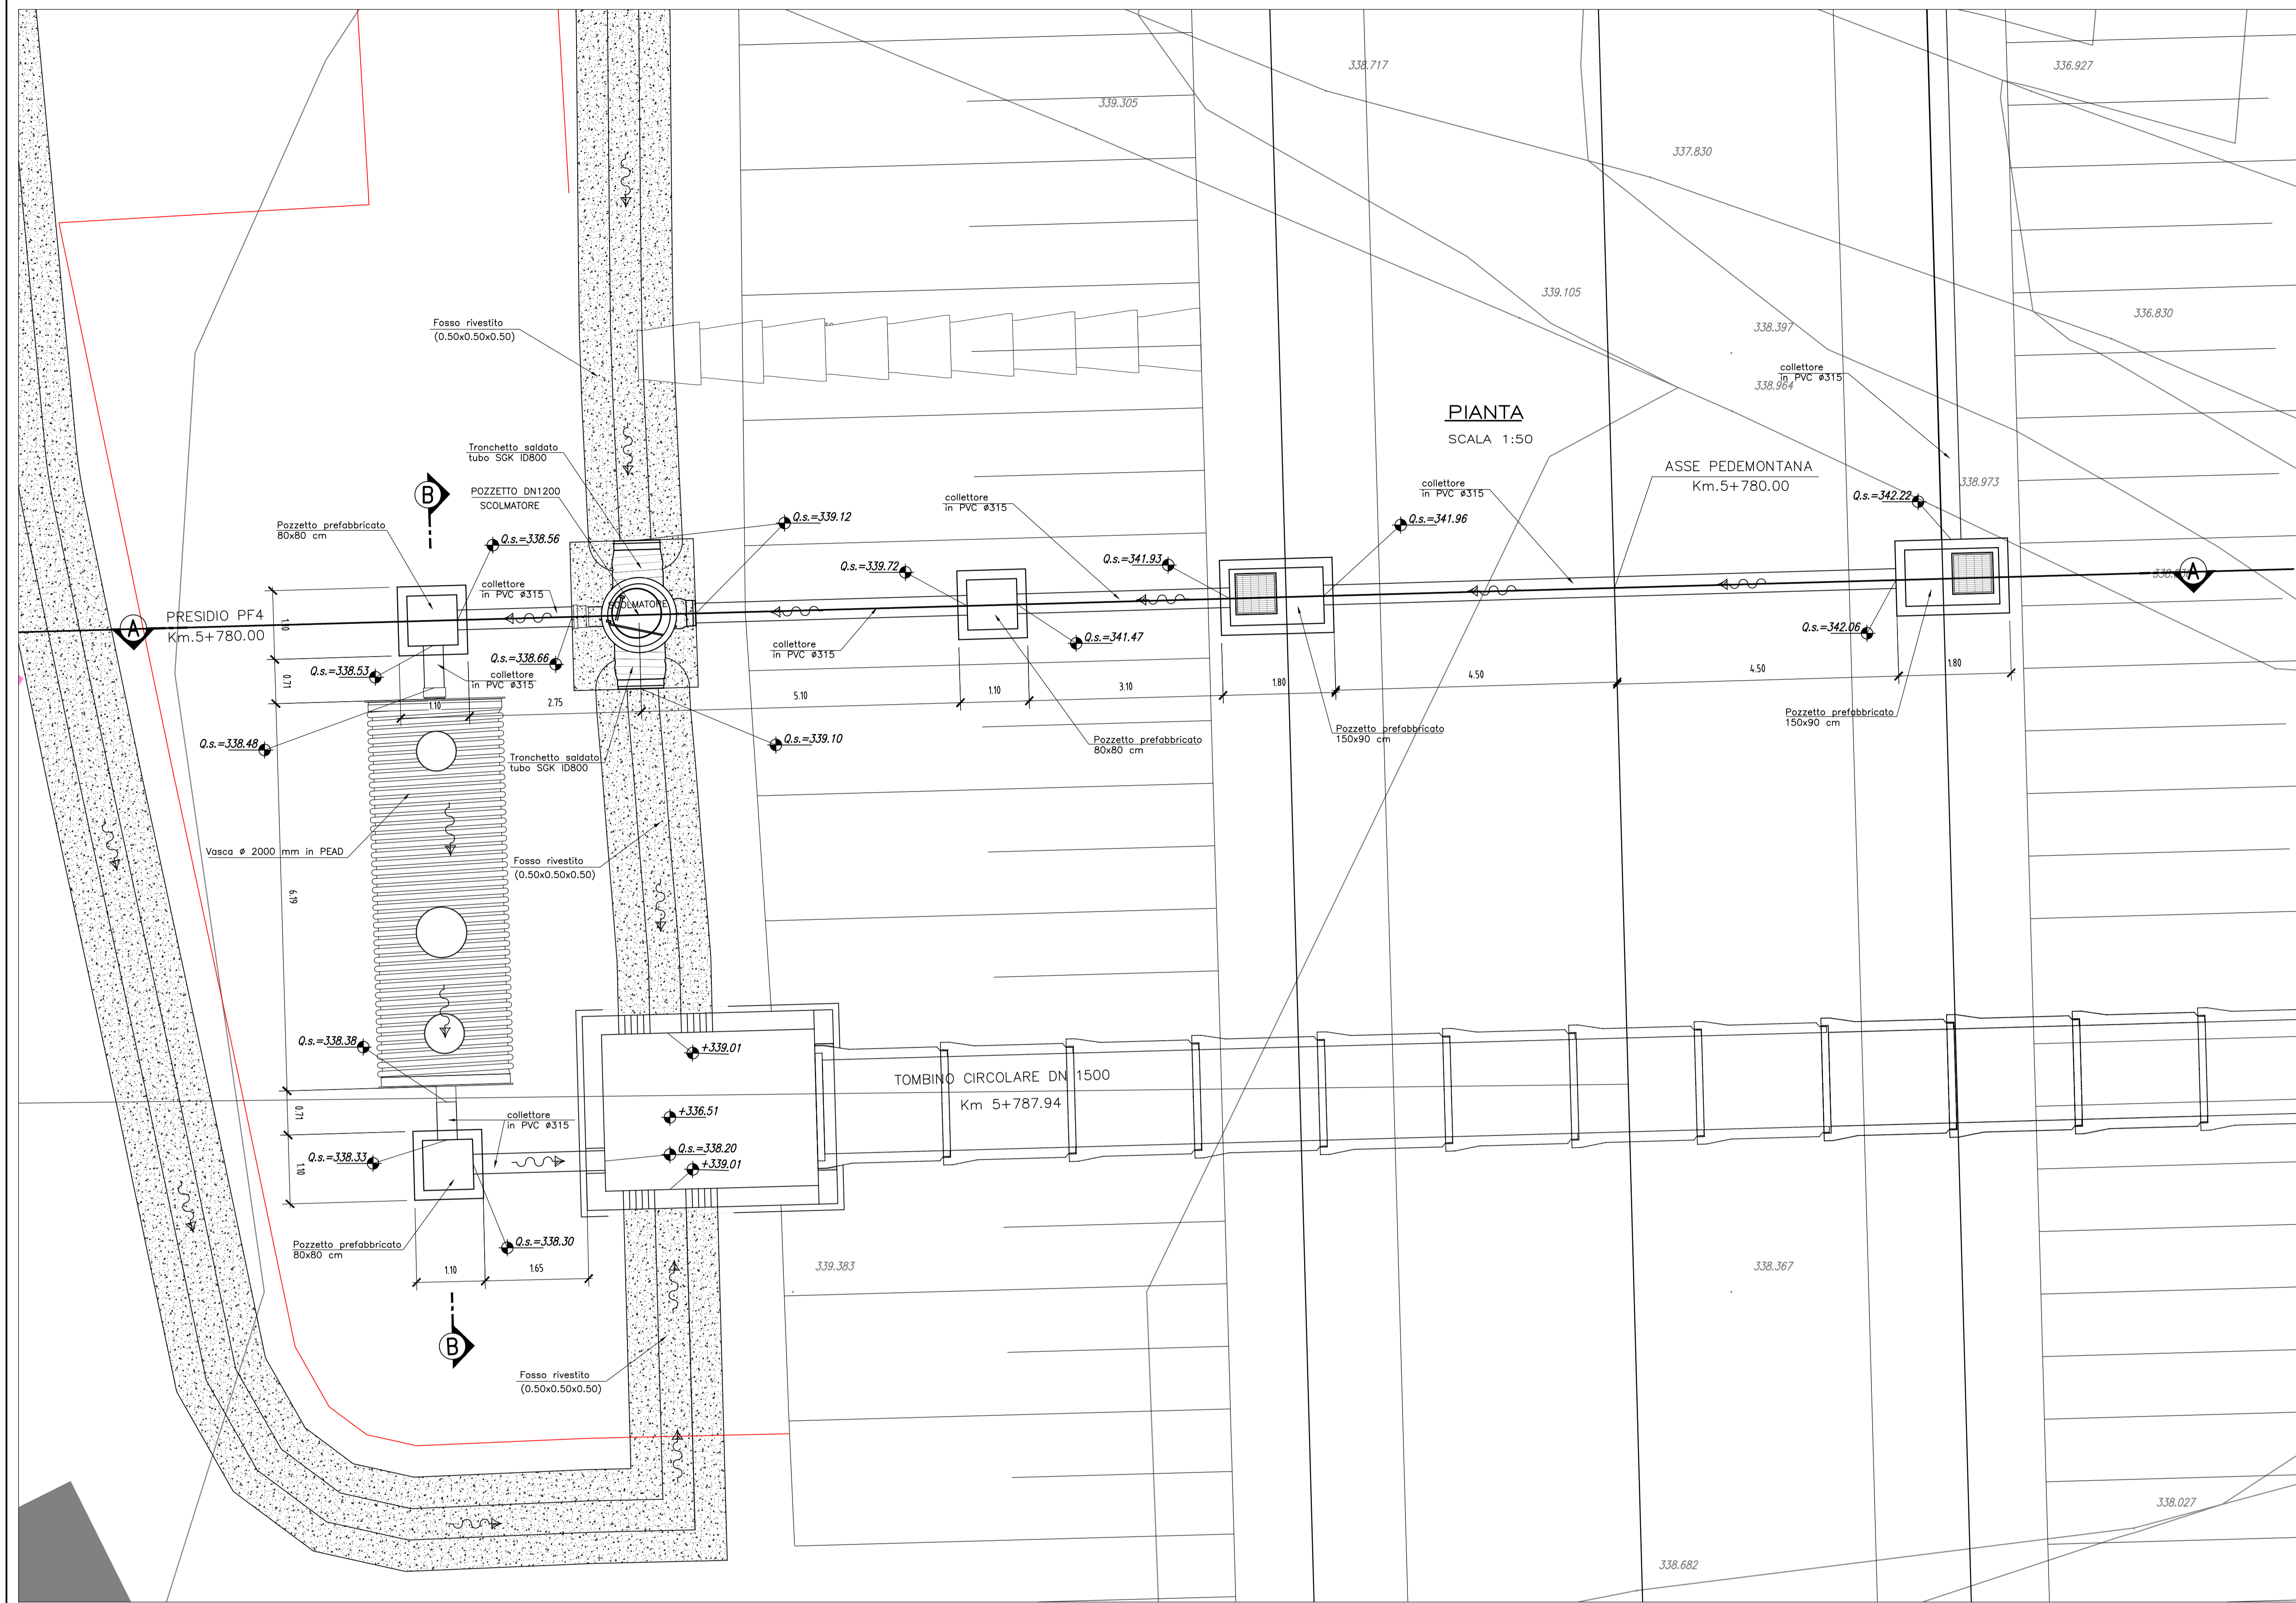 338.717
336.927
339.305
337.830
339.105
336.830
338.397
Fosso rivestito
(0.50x0.50x0.50)
collettore
in PVC ø315
338.964
PIANTA
SCALA 1:50
Tronchetto saldato
tubo SGK ID800
ASSE PEDEMONTANA
Km.5+780.00
338.973
collettore
in PVC ø315
POZZETTO DN1200
SCOLMATORE
collettore
in PVC ø315
Q.s.=342.22
B
Pozzetto prefabbricato
80x80 cm
Q.s.=339.12
Q.s.=341.96
Q.s.=338.56
Q.s.=339.72
Q.s.=341.93
A
collettore
in PVC ø315
SCOLMATORE
PRESIDIO PF4
Km.5+780.00
A
1.10
Q.s.=342.06
Q.s.=341.47
collettore
in PVC ø315
Q.s.=338.66
Q.s.=338.53
collettore
in PVC ø315
0.71
1.10
2.75
5.10
1.10
3.10
1.80
4.50
4.50
1.80
Pozzetto prefabbricato
150x90 cm
Pozzetto prefabbricato
150x90 cm
Pozzetto prefabbricato
80x80 cm
Q.s.=338.48
Q.s.=339.10
Tronchetto saldato
tubo SGK ID800
Vasca ø 2000 mm in PEAD
Fosso rivestito
(0.50x0.50x0.50)
6.19
Q.s.=338.38
+339.01
TOMBINO CIRCOLARE DN 1500
Km 5+787.94
0.71
collettore
in PVC ø315
+336.51
Q.s.=338.20
Q.s.=338.33
+339.01
1.10
Pozzetto prefabbricato
80x80 cm
Q.s.=338.30
1.10
1.65
339.383
338.367
B
Fosso rivestito
(0.50x0.50x0.50)
338.027
338.682